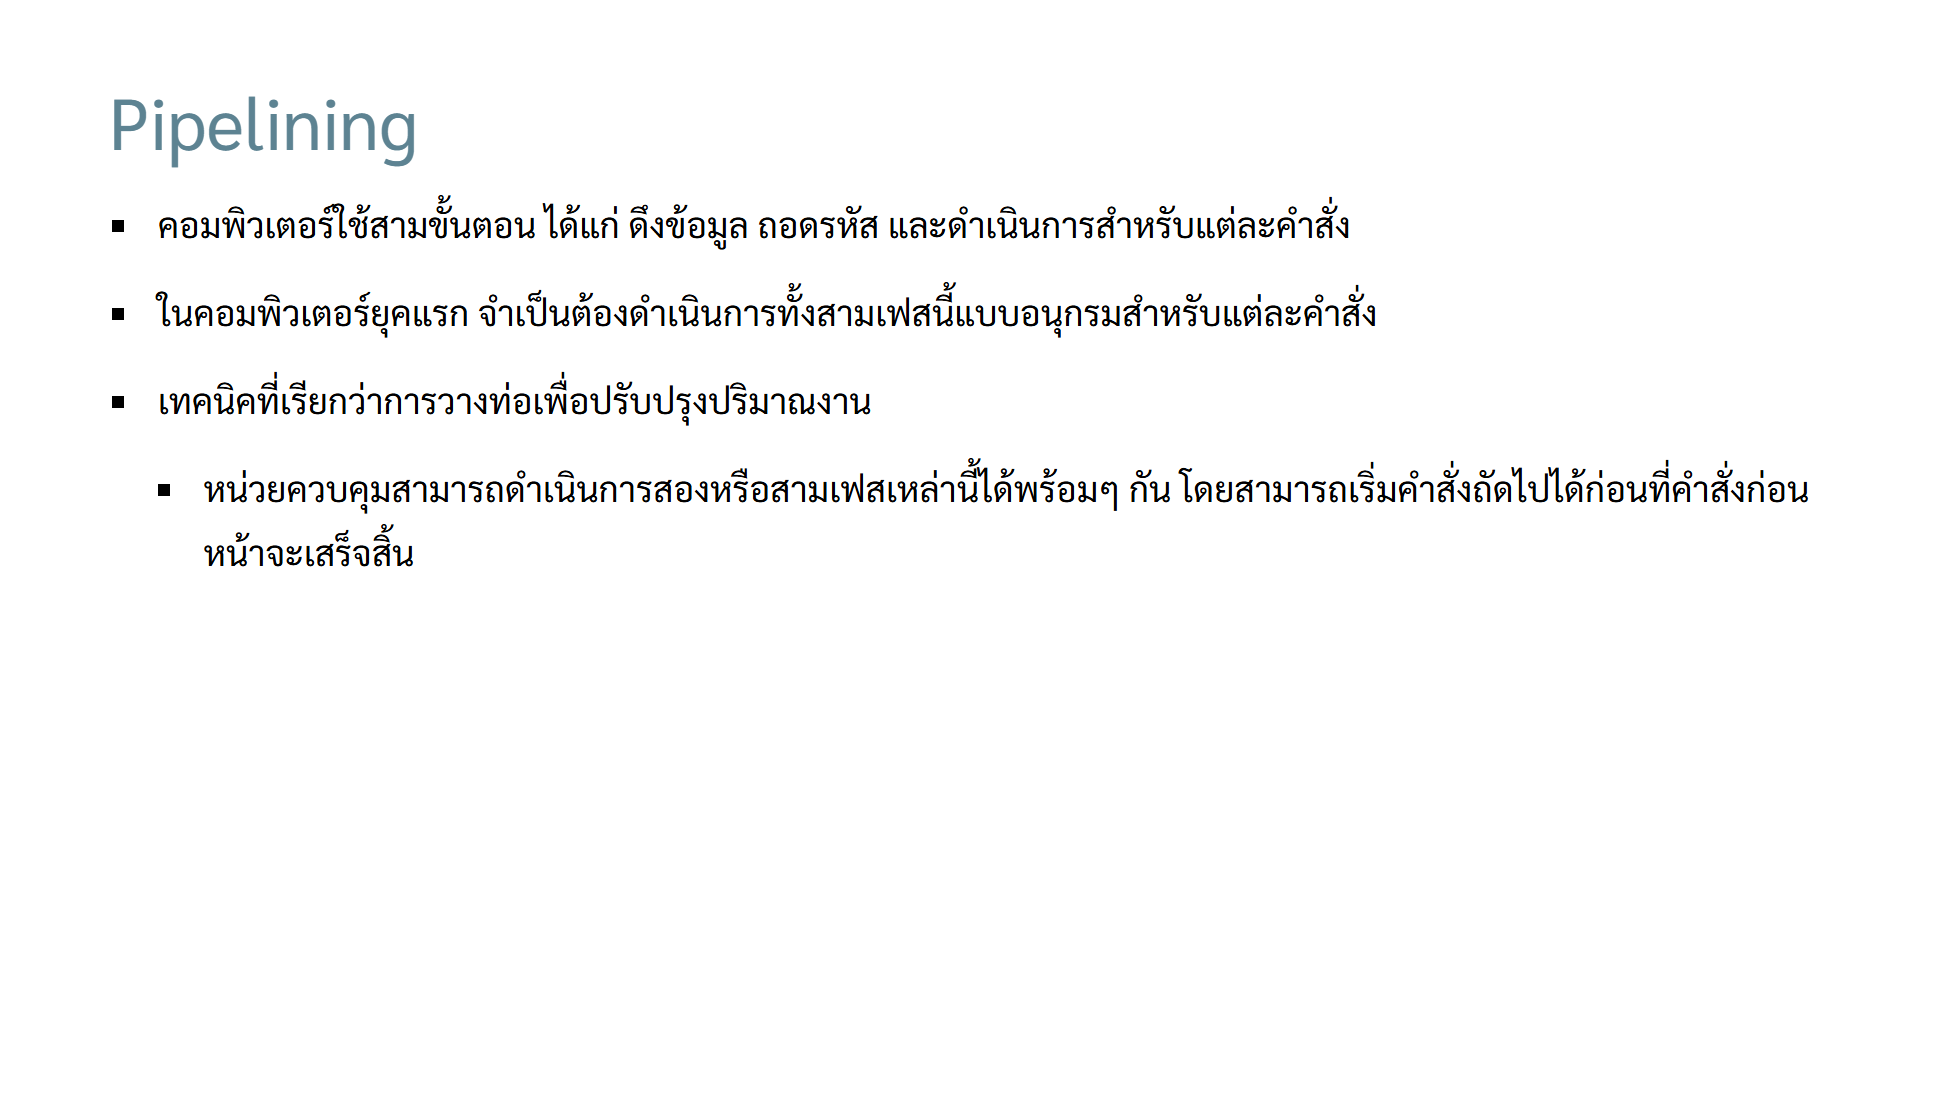 Pipelining
▪ คอมพิวเตอร์ใช้สามขั้นตอน ได้แก่ ดึงข้อมูล ถอดรหัส และดำเนินการสำหรับแต่ละคำสั่ง
▪ ในคอมพิวเตอร์ยุคแรก จำเป็นต้องดำเนินการทั้งสามเฟสนี้แบบอนุกรมสำหรับแต่ละคำสั่ง
▪ เทคนิคที่เรียกว่าการวางท่อเพื่อปรับปรุงปริมาณงาน
▪ หน่วยควบคุมสามารถดำเนินการสองหรือสามเฟสเหล่านี้ได้พร้อมๆ กัน โดยสามารถเริ่มคำสั่งถัดไปได้ก่อนที่คำสั่งก่อน
หน้าจะเสร็จสิ้น